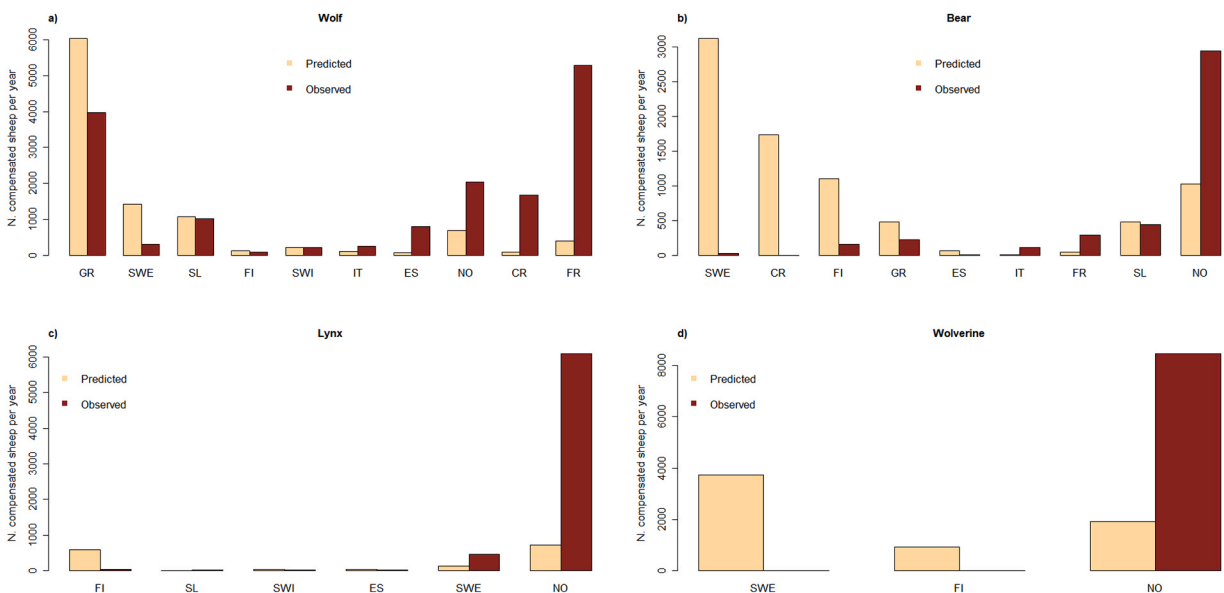 a) Wolf
N. compensated sheep per year
6000
5000
4000
3000
2000
1000
0
Predicted
Observed
GR SWE SL FI SWI IT ES NO CR FR
b) Bear
N. compensated sheep per year
3000
2500
2000
1500
1000
500
0
Predicted
Observed
SWE CR FI GR ES IT FR SL NO
c) Lynx
N. compensated sheep per year
6000
5000
4000
3000
2000
1000
0
Predicted
Observed
FI SL SWI ES SWE NO
d) Wolverine
N. compensated sheep per year
8000
6000
4000
2000
0
Predicted
Observed
SWE FI NO